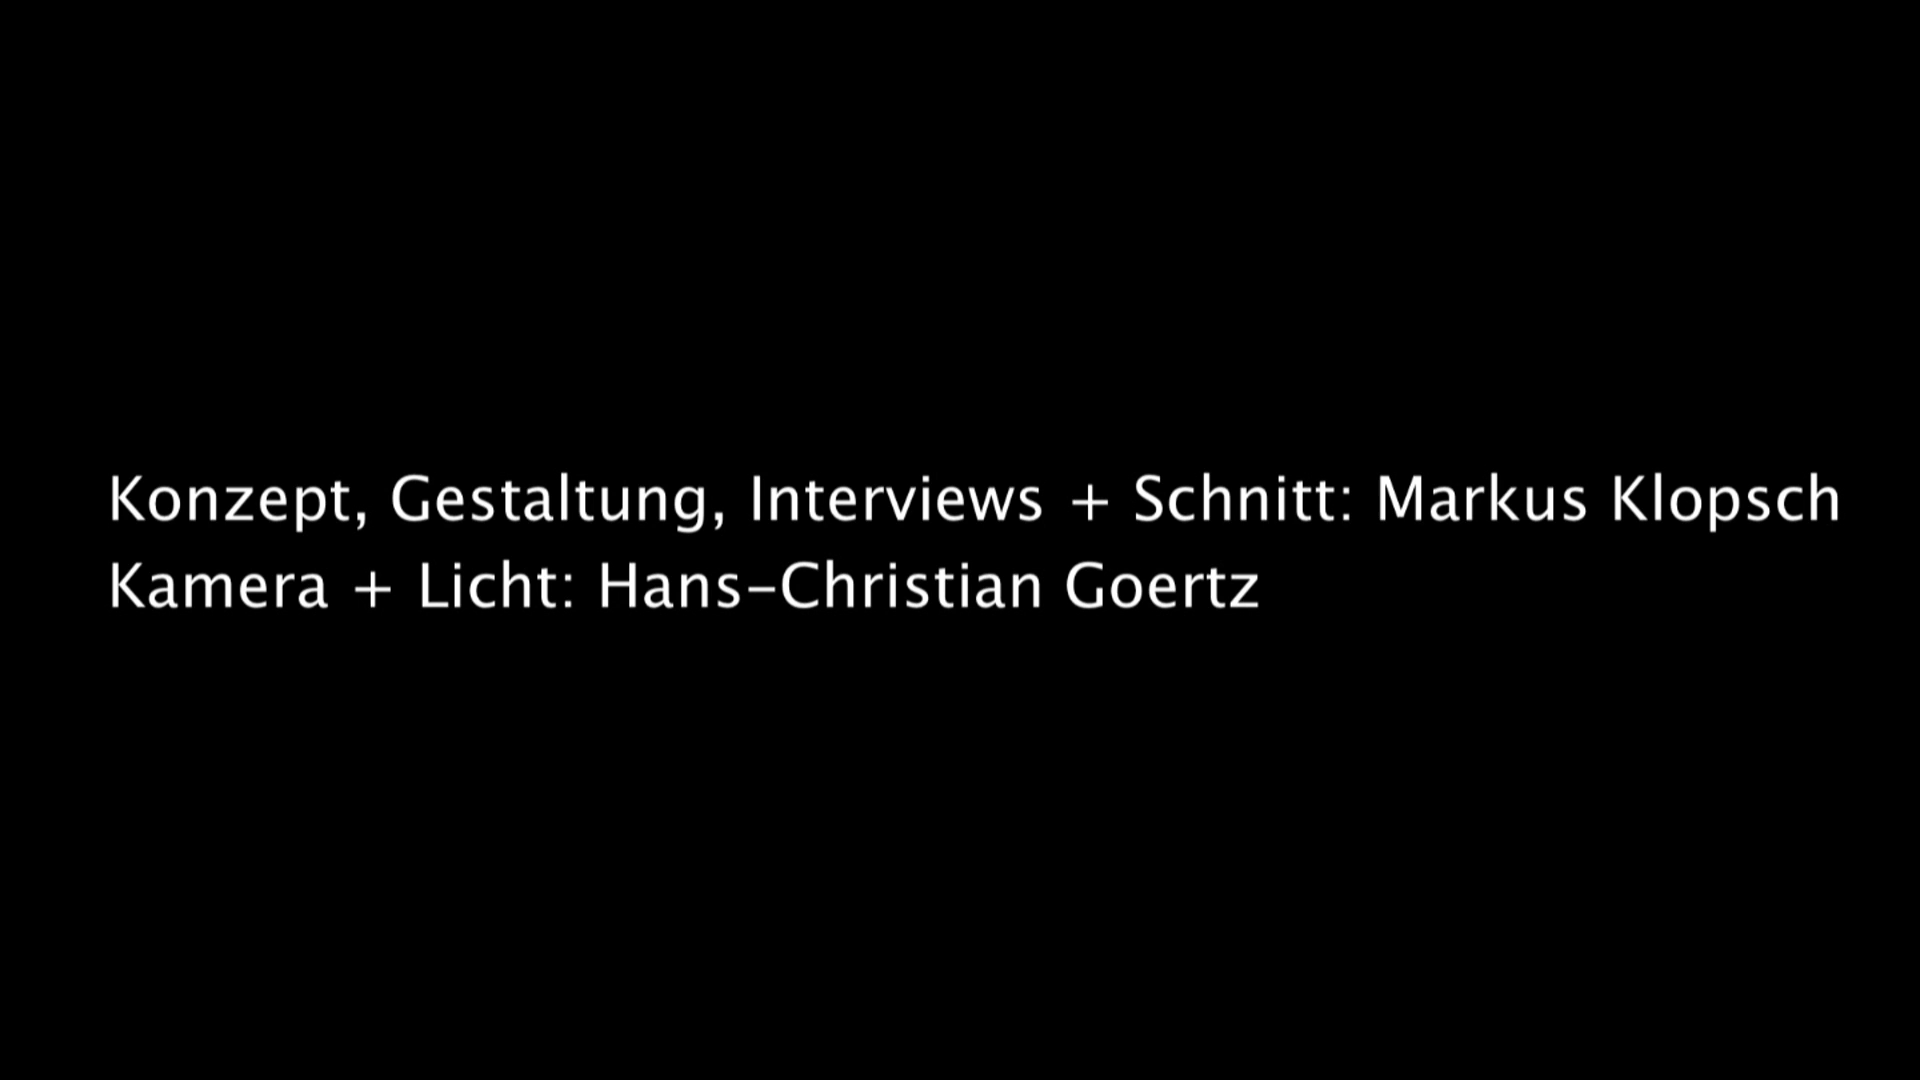 Konzept, Gestaltung, Interviews + Schnitt: Markus Klopsch
Kamera + Licht: Hans-Christian Goertz